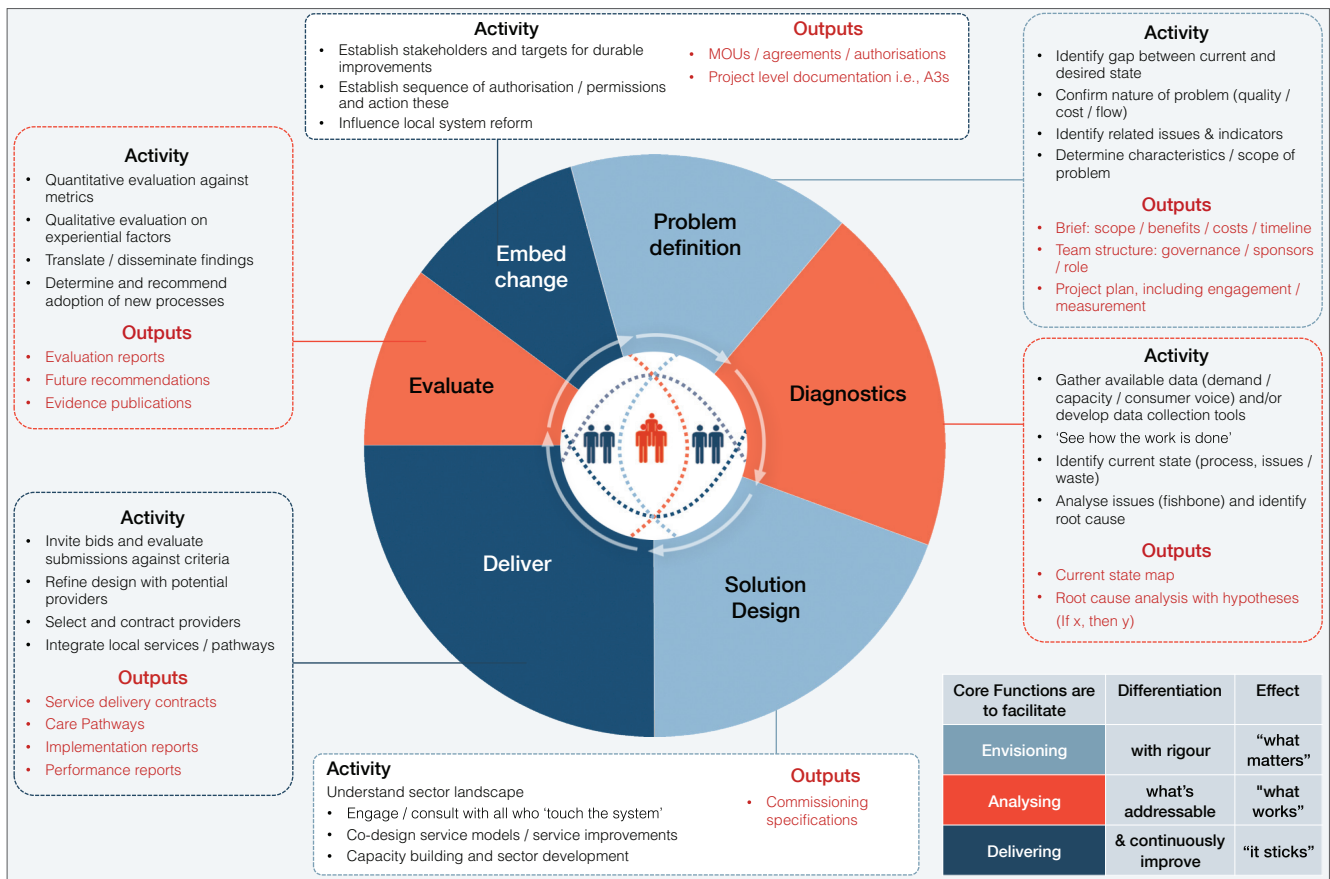 Activity
• Establish stakeholders and targets for durable
improvements
• Establish sequence of authorisation / permissions
and action these
• Influence local system reform
Outputs
• MOUs / agreements / authorisations
• Project level documentation i.e., A3s
Activity
• Identify gap between current and
desired state
• Confirm nature of problem (quality /
cost / flow)
• Identify related issues & indicators
• Determine characteristics / scope of
problem
Outputs
• Brief: scope / benefits / costs / timeline
• Team structure: governance / sponsors
/ role
• Project plan, including engagement /
measurement
Activity
• Quantitative evaluation against
metrics
• Qualitative evaluation on
experiential factors
• Translate / disseminate findings
• Determine and recommend
adoption of new processes
Outputs
• Evaluation reports
• Future recommendations
• Evidence publications
Problem
definition
Embed
change
Evaluate
Diagnostics
Deliver
Solution
Design
Activity
• Gather available data (demand /
capacity / consumer voice) and/or
develop data collection tools
• ‘See how the work is done’
• Identify current state (process, issues /
waste)
• Analyse issues (fishbone) and identify
root cause
Outputs
• Current state map
• Root cause analysis with hypotheses
(If x, then y)
Activity
• Invite bids and evaluate
submissions against criteria
• Refine design with potential
providers
• Select and contract providers
• Integrate local services / pathways
Outputs
• Service delivery contracts
• Care Pathways
• Implementation reports
• Performance reports
Activity
Understand sector landscape
• Engage / consult with all who ‘touch the system’
• Co-design service models / service improvements
• Capacity building and sector development
Outputs
• Commissioning
specifications
Core Functions are
to facilitate
Differentiation
Effect
Envisioning
with rigour
“what
matters”
Analysing
what’s
addressable
"what
works”
Delivering
& continuously
improve
“it sticks”